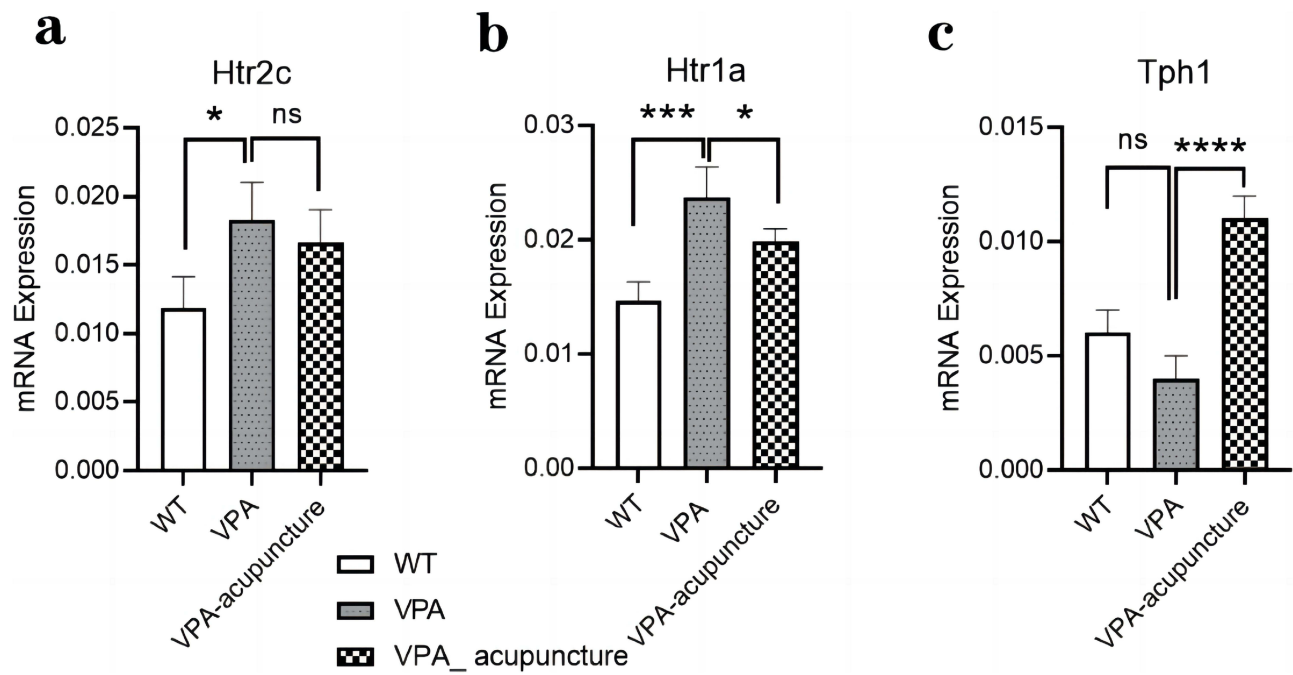 a
Htr2c
* ns
mRNA Expression
0.025
0.020
0.015
0.010
0.005
0.000
WT
VPA
VPA-acupuncture
b
Htr1a
*** *
mRNA Expression
0.03
0.02
0.01
0.00
WT
VPA
VPA-acupuncture
c
Tph1
ns ****
mRNA Expression
0.015
0.010
0.005
0.000
WT
VPA
VPA-acupuncture
WT
VPA
VPA_ acupuncture